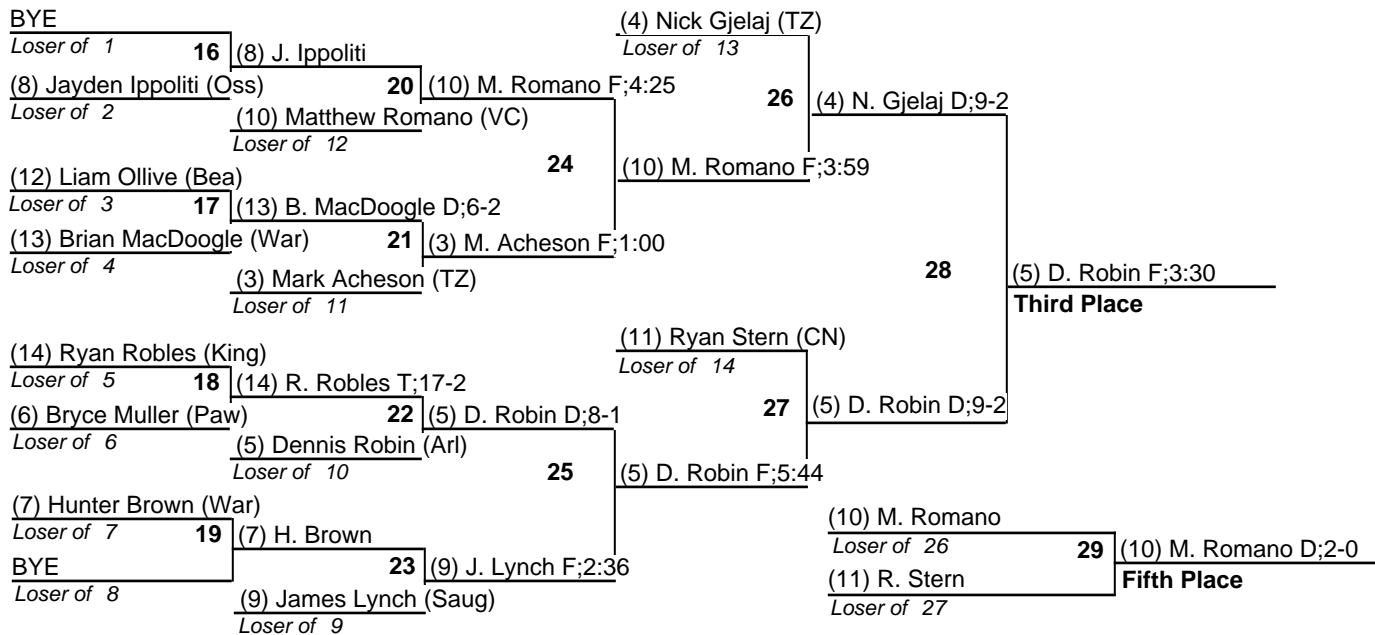 BYE
Loser of 1
16
(8) J. Ippoliti
(8) Jayden Ippoliti (Oss)
Loser of 2
20
(10) M. Romano F;4:25
(10) Matthew Romano (VC)
Loser of 12
(12) Liam Ollive (Bea)
Loser of 3
17
(13) B. MacDoogle D;6-2
(13) Brian MacDoogle (War)
Loser of 4
21
(3) M. Acheson F;1:00
(3) Mark Acheson (TZ)
Loser of 11
24
(10) M. Romano F;3:59
(4) Nick Gjelaj (TZ)
Loser of 13
26
(4) N. Gjelaj D;9-2
(14) Ryan Robles (King)
Loser of 5
18
(14) R. Robles T;17-2
(6) Bryce Muller (Paw)
Loser of 6
22
(5) D. Robin D;8-1
(5) Dennis Robin (Arl)
Loser of 10
(7) Hunter Brown (War)
Loser of 7
19
(7) H. Brown
BYE
Loser of 8
23
(9) J. Lynch F;2:36
(9) James Lynch (Saug)
Loser of 9
25
(5) D. Robin F;5:44
(11) Ryan Stern (CN)
Loser of 14
27
(5) D. Robin D;9-2
28
(5) D. Robin F;3:30
Third Place
(10) M. Romano
Loser of 26
29
(10) M. Romano D;2-0
Fifth Place
(11) R. Stern
Loser of 27